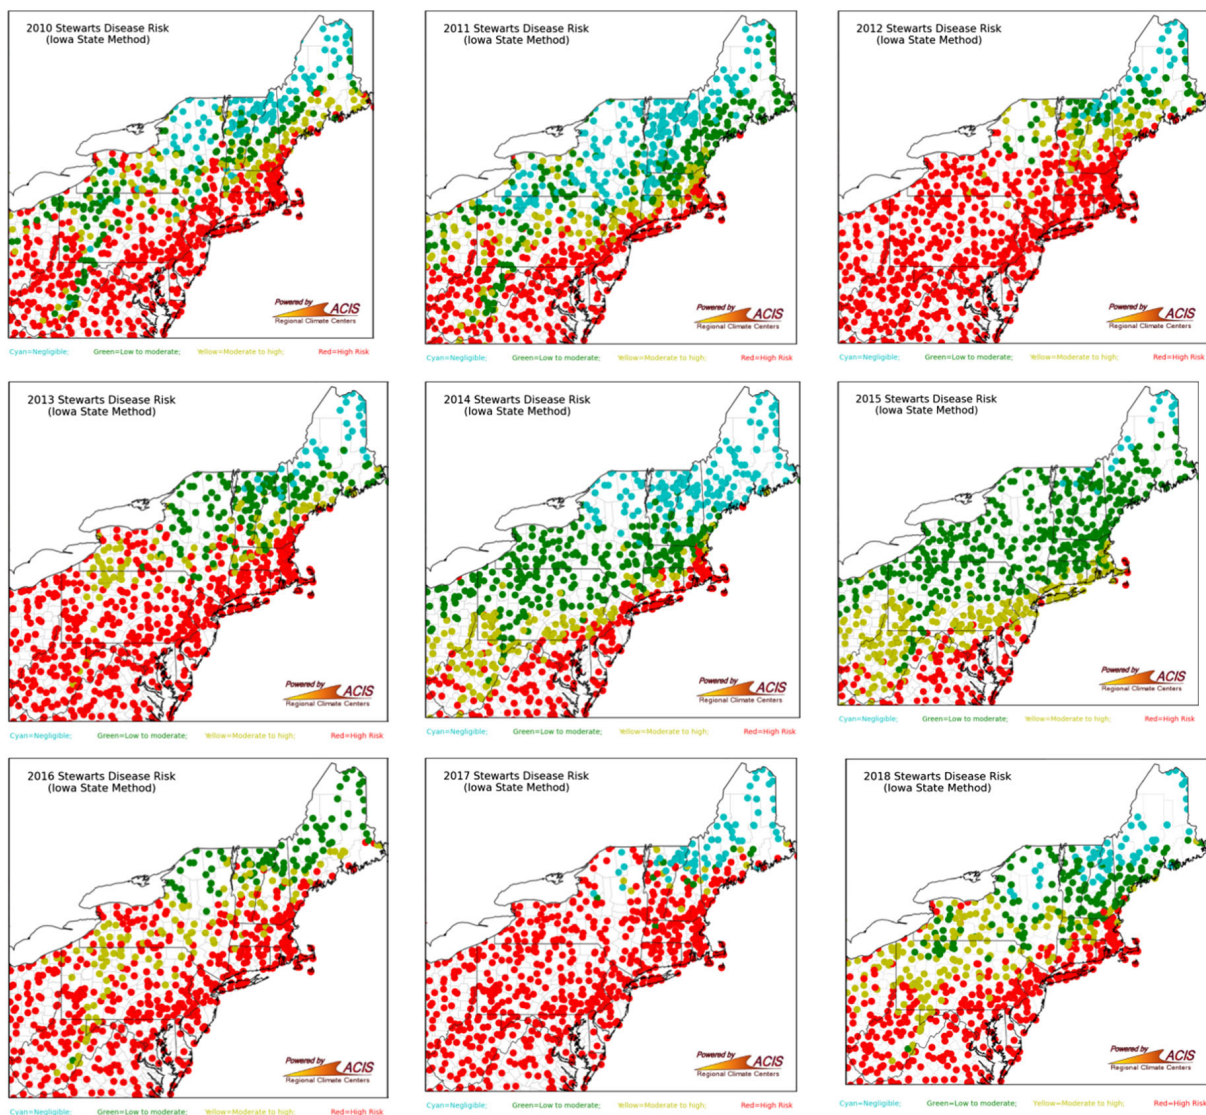 2010 Stewarts Disease Risk
(Iowa State Method)
Powered by
ACIS
Regional Climate Centers
Cyan=Negligible; Green=Low to moderate; Yellow=Moderate to high; Red=High Risk
2011 Stewarts Disease Risk
(Iowa State Method)
Powered by
ACIS
Regional Climate Centers
Cyan=Negligible; Green=Low to moderate; Yellow=Moderate to high; Red=High Risk
2012 Stewarts Disease Risk
(Iowa State Method)
Powered by
ACIS
Regional Climate Centers
Cyan=Negligible; Green=Low to moderate; Yellow=Moderate to high; Red=High Risk
2013 Stewarts Disease Risk
(Iowa State Method)
Powered by
ACIS
Regional Climate Centers
Cyan=Negligible; Green=Low to moderate; Yellow=Moderate to high; Red=High Risk
2014 Stewarts Disease Risk
(Iowa State Method)
Powered by
ACIS
Regional Climate Centers
Cyan=Negligible; Green=Low to moderate; Yellow=Moderate to high; Red=High Risk
2015 Stewarts Disease Risk
(Iowa State Method)
Powered by
ACIS
Regional Climate Centers
Cyan=Negligible; Green=Low to moderate; Yellow=Moderate to high; Red=High Risk
2016 Stewarts Disease Risk
(Iowa State Method)
Powered by
ACIS
Regional Climate Centers
Cyan=Negligible; Green=Low to moderate; Yellow=Moderate to high; Red=High Risk
2017 Stewarts Disease Risk
(Iowa State Method)
Powered by
ACIS
Regional Climate Centers
Cyan=Negligible; Green=Low to moderate; Yellow=Moderate to high; Red=High Risk
2018 Stewarts Disease Risk
(Iowa State Method)
Powered by
ACIS
Regional Climate Centers
Cyan=Negligible; Green=Low to moderate; Yellow=Moderate to high; Red=High Risk